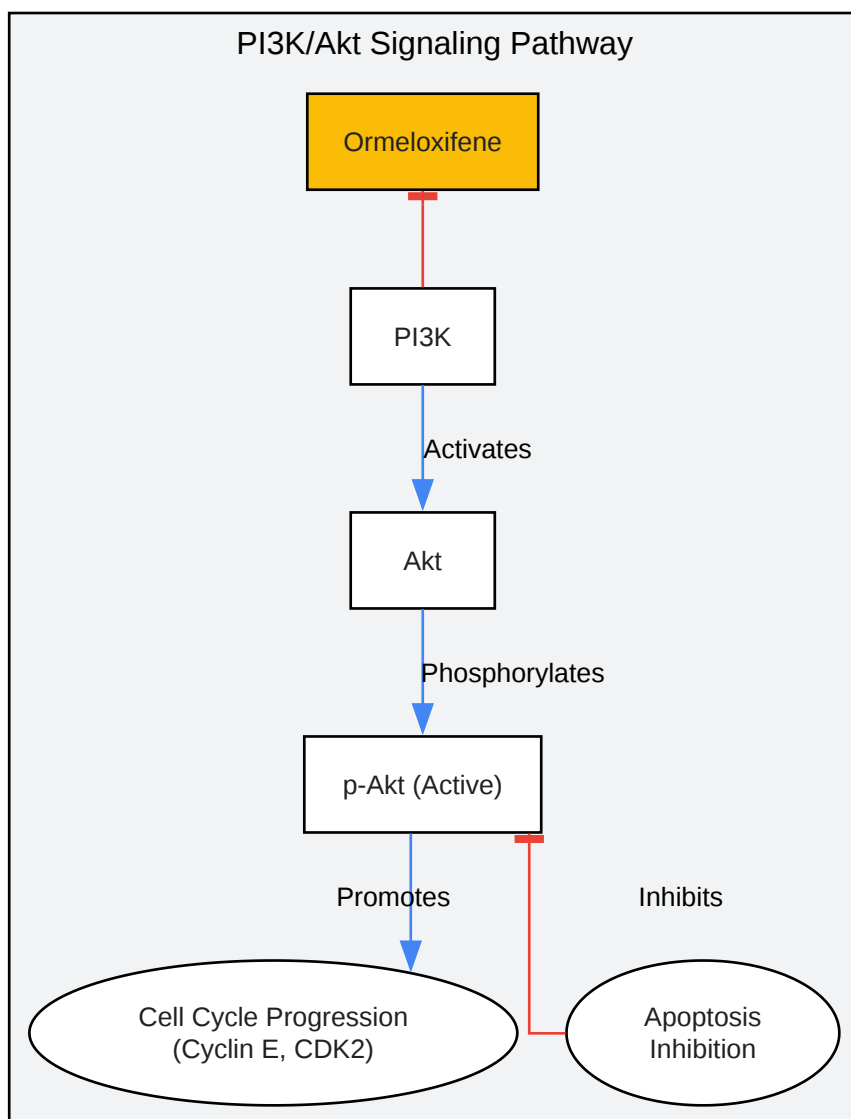 PI3K/Akt Signaling Pathway
Ormeloxifene
PI3K
Activates
Akt
Phosphorylates
p-Akt (Active)
Promotes
Inhibits
Cell Cycle Progression
(Cyclin E, CDK2)
Apoptosis
Inhibition